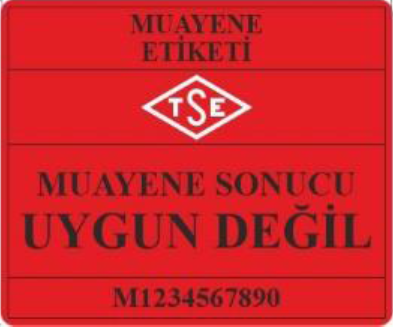 MUAYENE
ETİKETİ
TSE
MUAYENE SONUCU
UYGUN DEĞİL
M1234567890